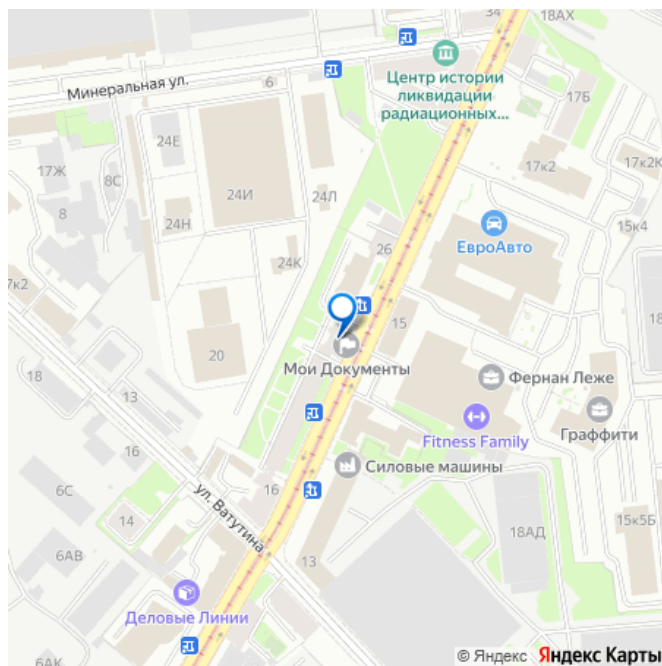 34
18АХ
Минеральная ул.
6
Центр истории
ликвидации
радиационных...
17Б
24Е
17Ж
8С
24И
24Л
17к2
17к2К
8
24Н
15к4
26
ЕвроАвто
24К
7к2
15
20
Мои Документы
Фернан Леже
18
13
Граффити
Fitness Family
16
Силовые машины
6С
16
ул. Ватутина
14
15к5Б
18АД
6АВ
13
Деловые Линии
6АК
© Яндекс Яндекс Карты